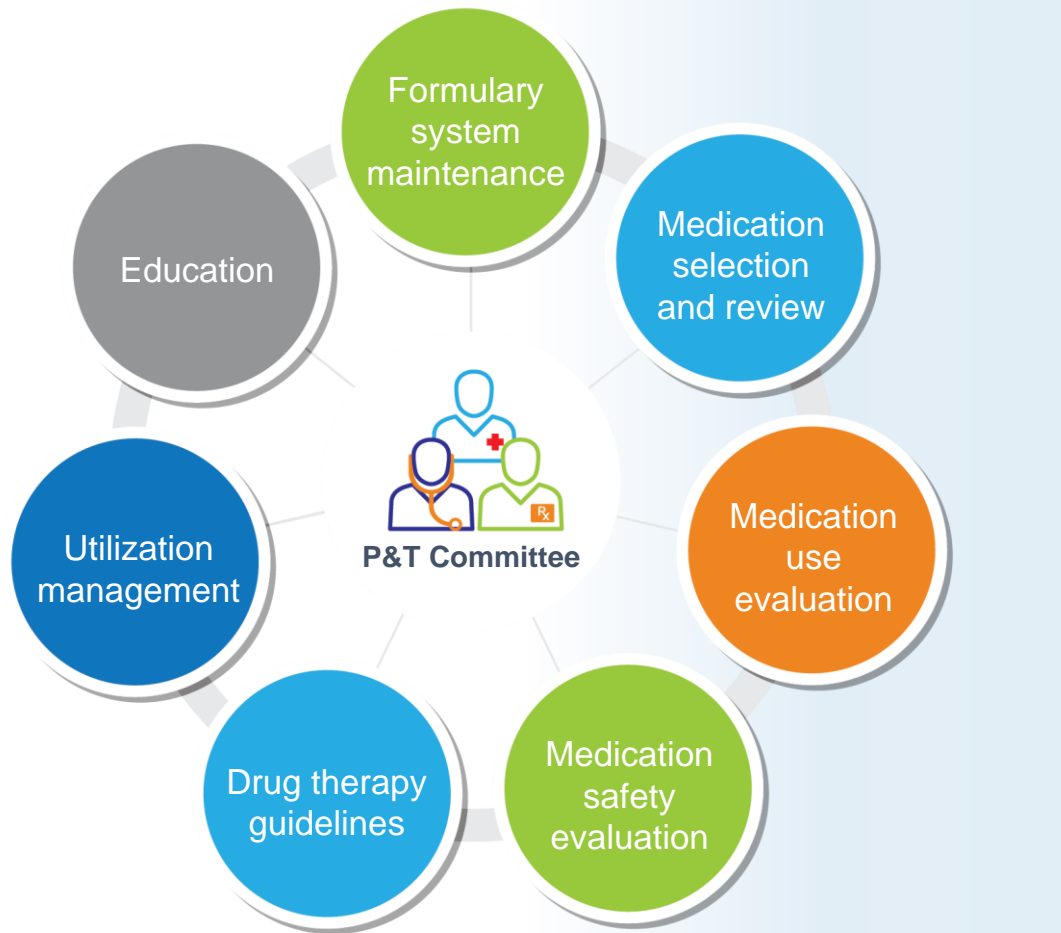 Formulary
system
maintenance
Medication
selection
and review
Medication
use
evaluation
Medication
safety
evaluation
Drug therapy
guidelines
Utilization
management
Education
Rx
P&T Committee